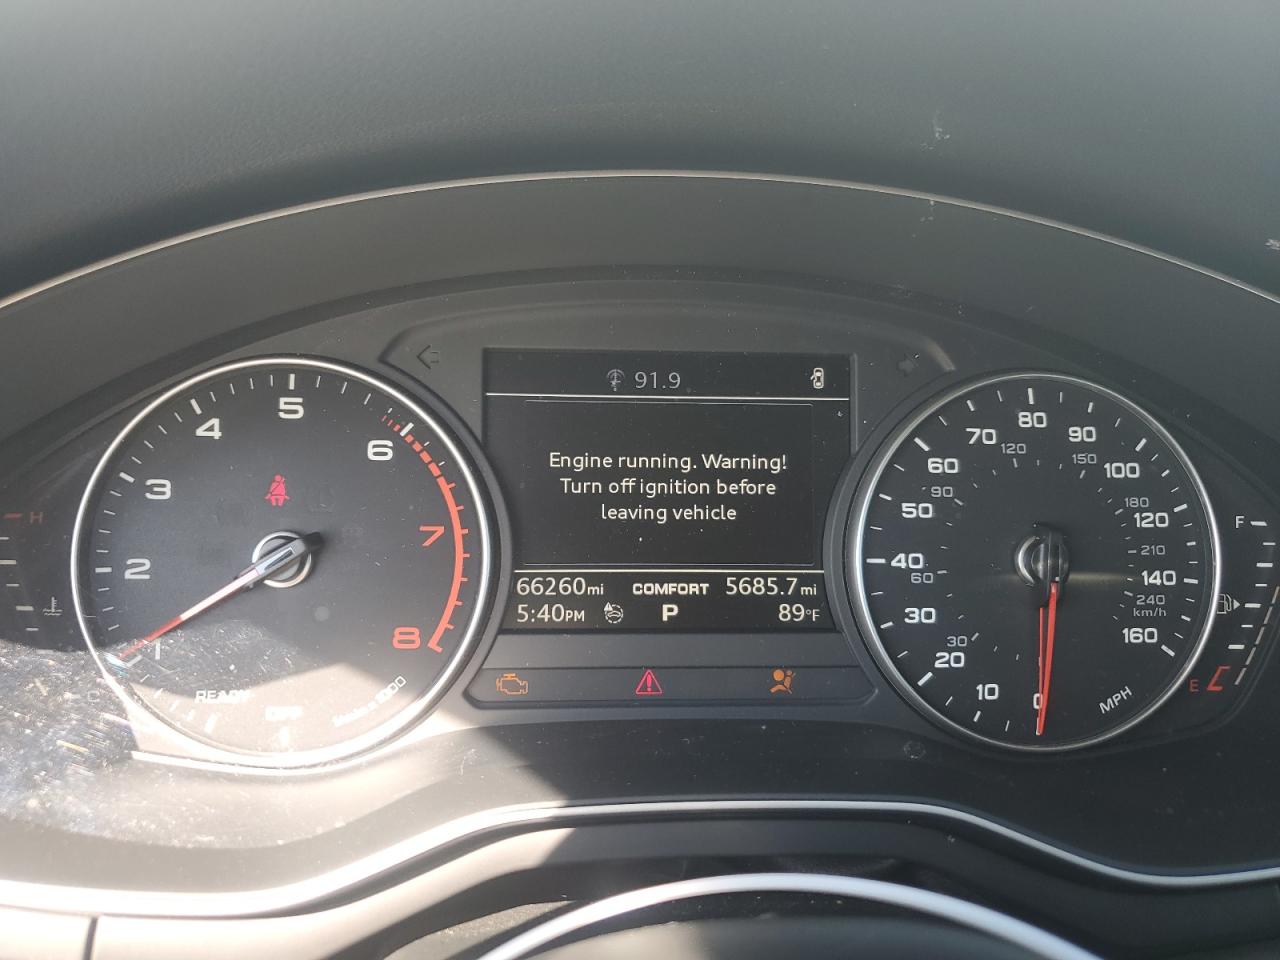 91.9
Engine running. Warning!
Turn off ignition before
leaving vehicle
66260mi COMFORT 5685.7mi
5:40PM P 89°F
1
2
3
4
5
6
7
8
READY
OFF
H
0
10
20
30
40
50
60
70
80
90
100
120
140
160
MPH
30
60
90
120
150
180
210
240
km/h
F
E